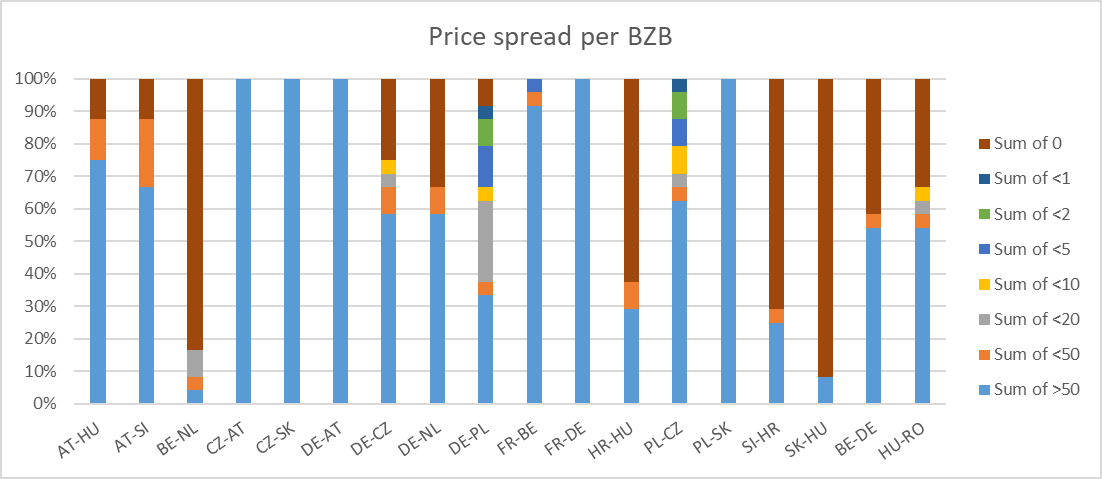 Price spread per BZB
100%
90%
80%
70%
60%
50%
40%
30%
20%
10%
0%
AT-HU
AT-SI
BE-NL
CZ-AT
CZ-SK
DE-AT
DE-CZ
DE-NL
DE-PL
FR-BE
FR-DE
HR-HU
PL-CZ
PL-SK
SI-HR
SK-HU
BE-DE
HU-RO
Sum of 0
Sum of <1
Sum of <2
Sum of <5
Sum of <10
Sum of <20
Sum of <50
Sum of >50